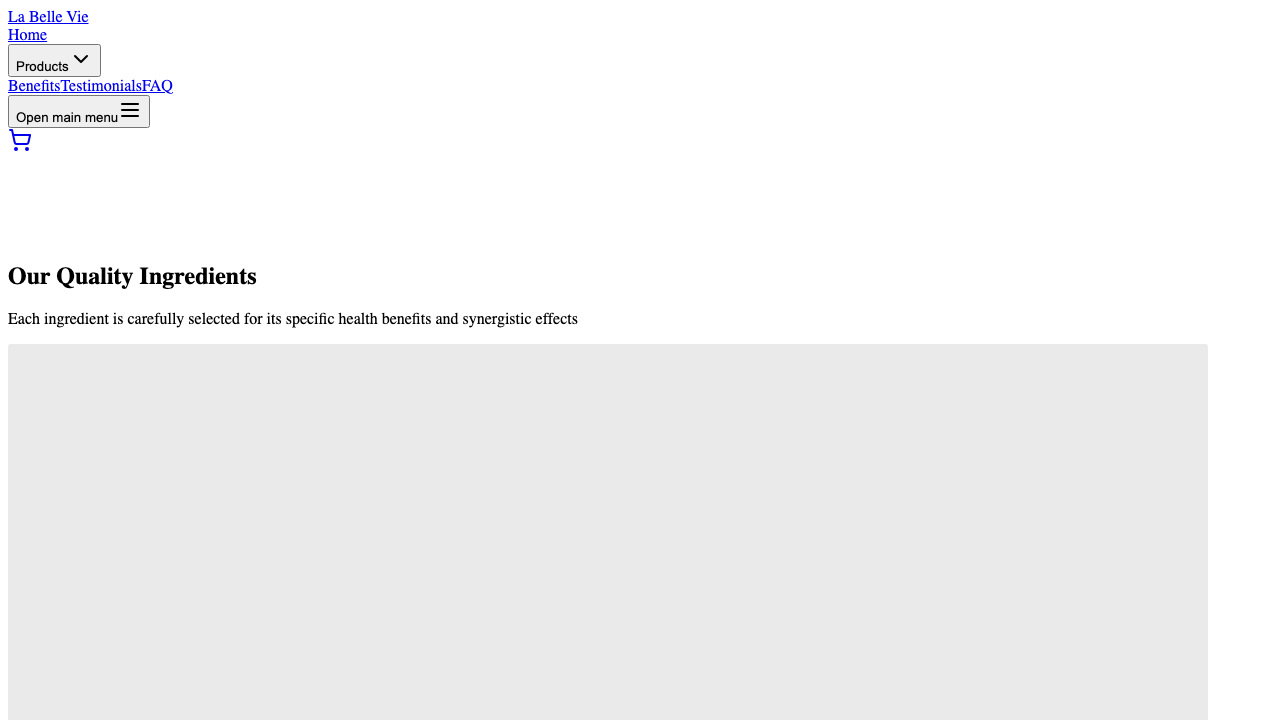 La Belle Vie
Home
Products
BenefitsTestimonialsFAQ
Open main menu
Our Quality Ingredients
Each ingredient is carefully selected for its specific health benefits and synergistic effects